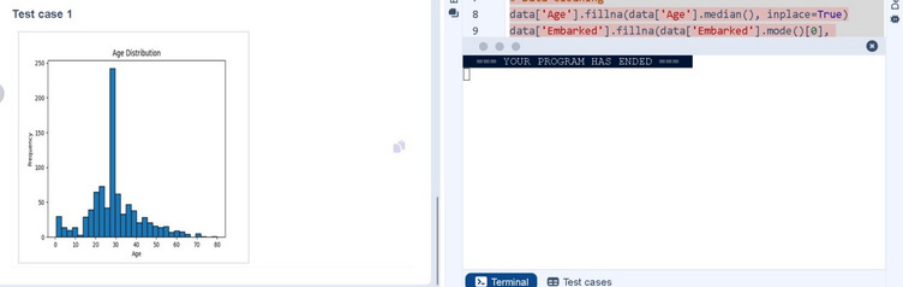 Test case 1
Age Distribution
250
200
150
100
50
0
Frequency
0 10 20 30 40 50 60 70 80
Age
8 data['Age'].fillna(data['Age'].median(), inplace=True)
9 data['Embarked'].fillna(data['Embarked'].mode()[0],
=== YOUR PROGRAM HAS ENDED ===
Terminal
Test cases